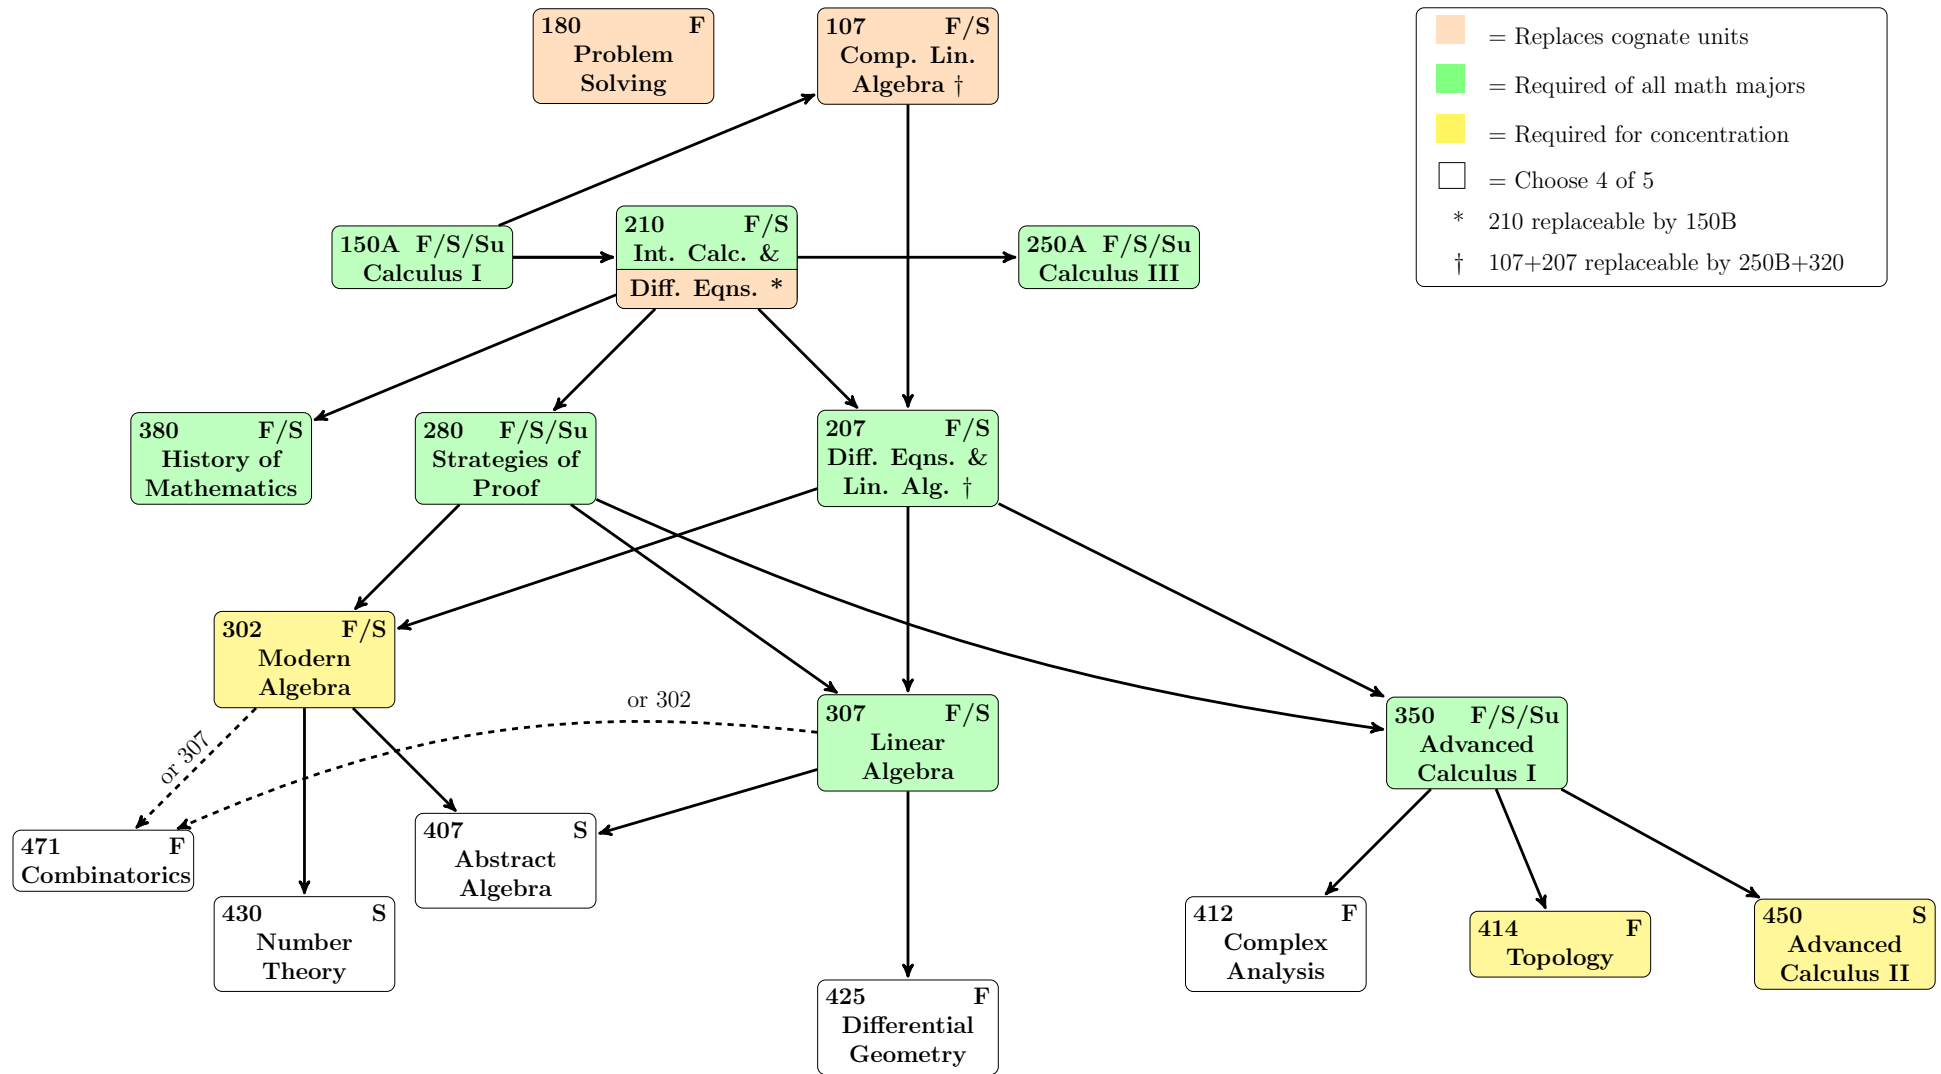 180 F
Problem
Solving
107 F/S
Comp. Lin.
Algebra †
= Replaces cognate units
= Required of all math majors
= Required for concentration
= Choose 4 of 5
* 210 replaceable by 150B
† 107+207 replaceable by 250B+320
150A F/S/Su
Calculus I
210 F/S
Int. Calc. &
Diff. Eqns. *
250A F/S/Su
Calculus III
380 F/S
History of
Mathematics
280 F/S/Su
Strategies of
Proof
207 F/S
Diff. Eqns. &
Lin. Alg. †
302 F/S
Modern
Algebra
or 302
or 307
307 F/S
Linear
Algebra
350 F/S/Su
Advanced
Calculus I
471 F
Combinatorics
407 S
Abstract
Algebra
430 S
Number
Theory
412 F
Complex
Analysis
414 F
Topology
450 S
Advanced
Calculus II
425 F
Differential
Geometry